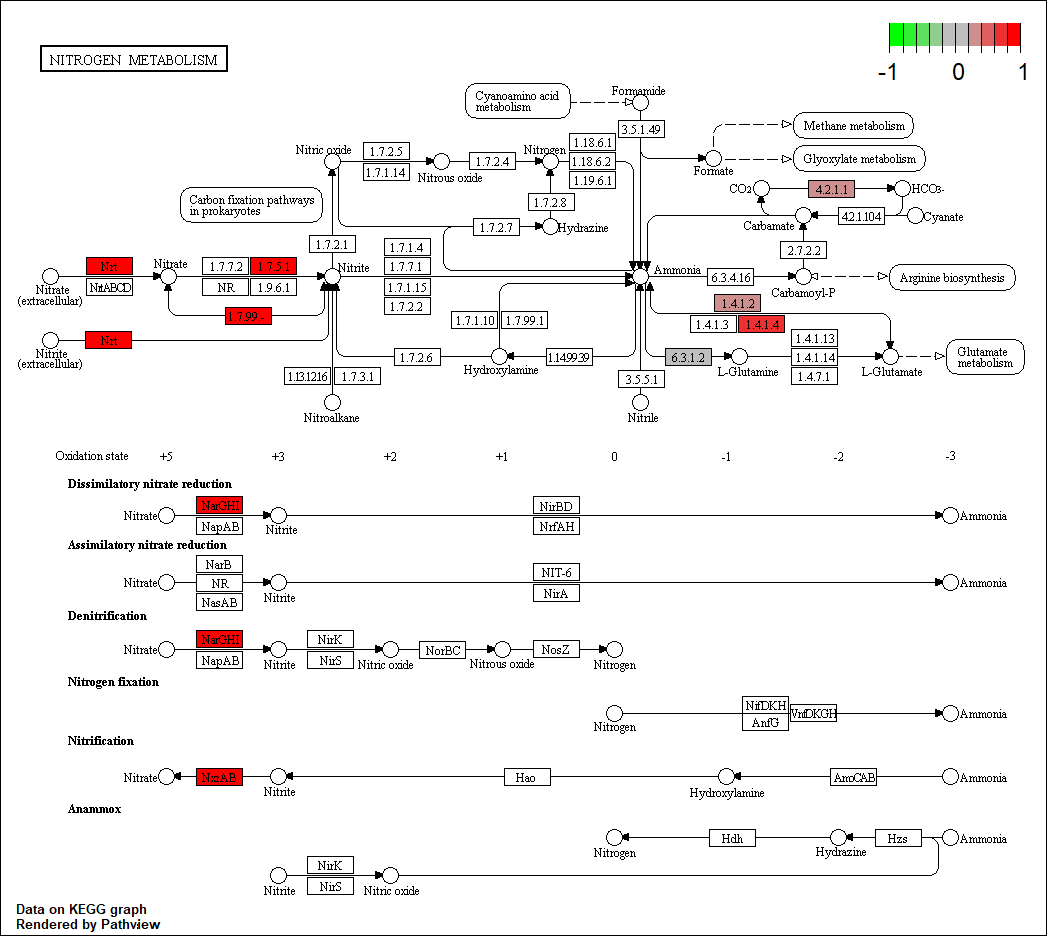 NITROGEN METABOLISM
-1 0 1
Cyanoamino acid
metabolism
Formamide
3.5.1.49
Methane metabolism
Nitric oxide
1.7.2.5
1.7.1.14
Nitrous oxide
1.7.2.4
Nitrogen
1.18.6.1
1.18.6.2
1.19.6.1
Formate
Glyoxylate metabolism
Carbon fixation pathways
in prokaryotes
1.7.2.8
CO2
4.2.1.1
HCO3-
1.7.2.7
Hydrazine
Carbamate
4.2.1.104
Cyanate
1.7.2.1
1.7.1.4
1.7.7.1
1.7.1.15
1.7.2.2
2.7.2.2
Nrt
NrtABCD
Nitrate
1.7.7.2
1.7.5.1
NR
1.9.6.1
Nitrite
Ammonia
6.3.4.16
Carbamoyl-P
Arginine biosynthesis
Nitrate
(extracellular)
1.7.99.-
1.4.1.2
1.4.1.3
1.4.1.4
Nrt
Nitrite
(extracellular)
1.7.1.10
1.7.99.1
1.7.2.6
Hydroxylamine
1.14.99.39
6.3.1.2
L-Glutamine
1.4.1.13
1.4.1.14
1.4.7.1
L-Glutamate
Glutamate
metabolism
1.13.12.16
1.7.3.1
3.5.5.1
Nitroalkane
Nitrile
Oxidation state +5 +3 +2 +1 0 -1 -2 -3
Dissimilatory nitrate reduction
NarGHI
NirBD
Nitrate
Nitrite
Ammonia
NapAB
NrfAH
Assimilatory nitrate reduction
NarB
NIT-6
Nitrate
NR
Nitrite
Ammonia
NasAB
NirA
Denitrification
NarGHI
NirK
Nitrate
Nitrite
Nitric oxide
NorBC
Nitrous oxide
NosZ
Nitrogen
NapAB
NirS
Nitrogen fixation
NifDKH
VnfDKGH
Nitrogen
AnfG
Ammonia
Nitrification
Nitrate
NxrAB
Nitrite
Hao
Hydroxylamine
AmoCAB
Ammonia
Anammox
Nitrogen
Hdh
Hydrazine
Hzs
Ammonia
NirK
Nitrite
NirS
Nitric oxide
Data on KEGG graph
Rendered by Pathview